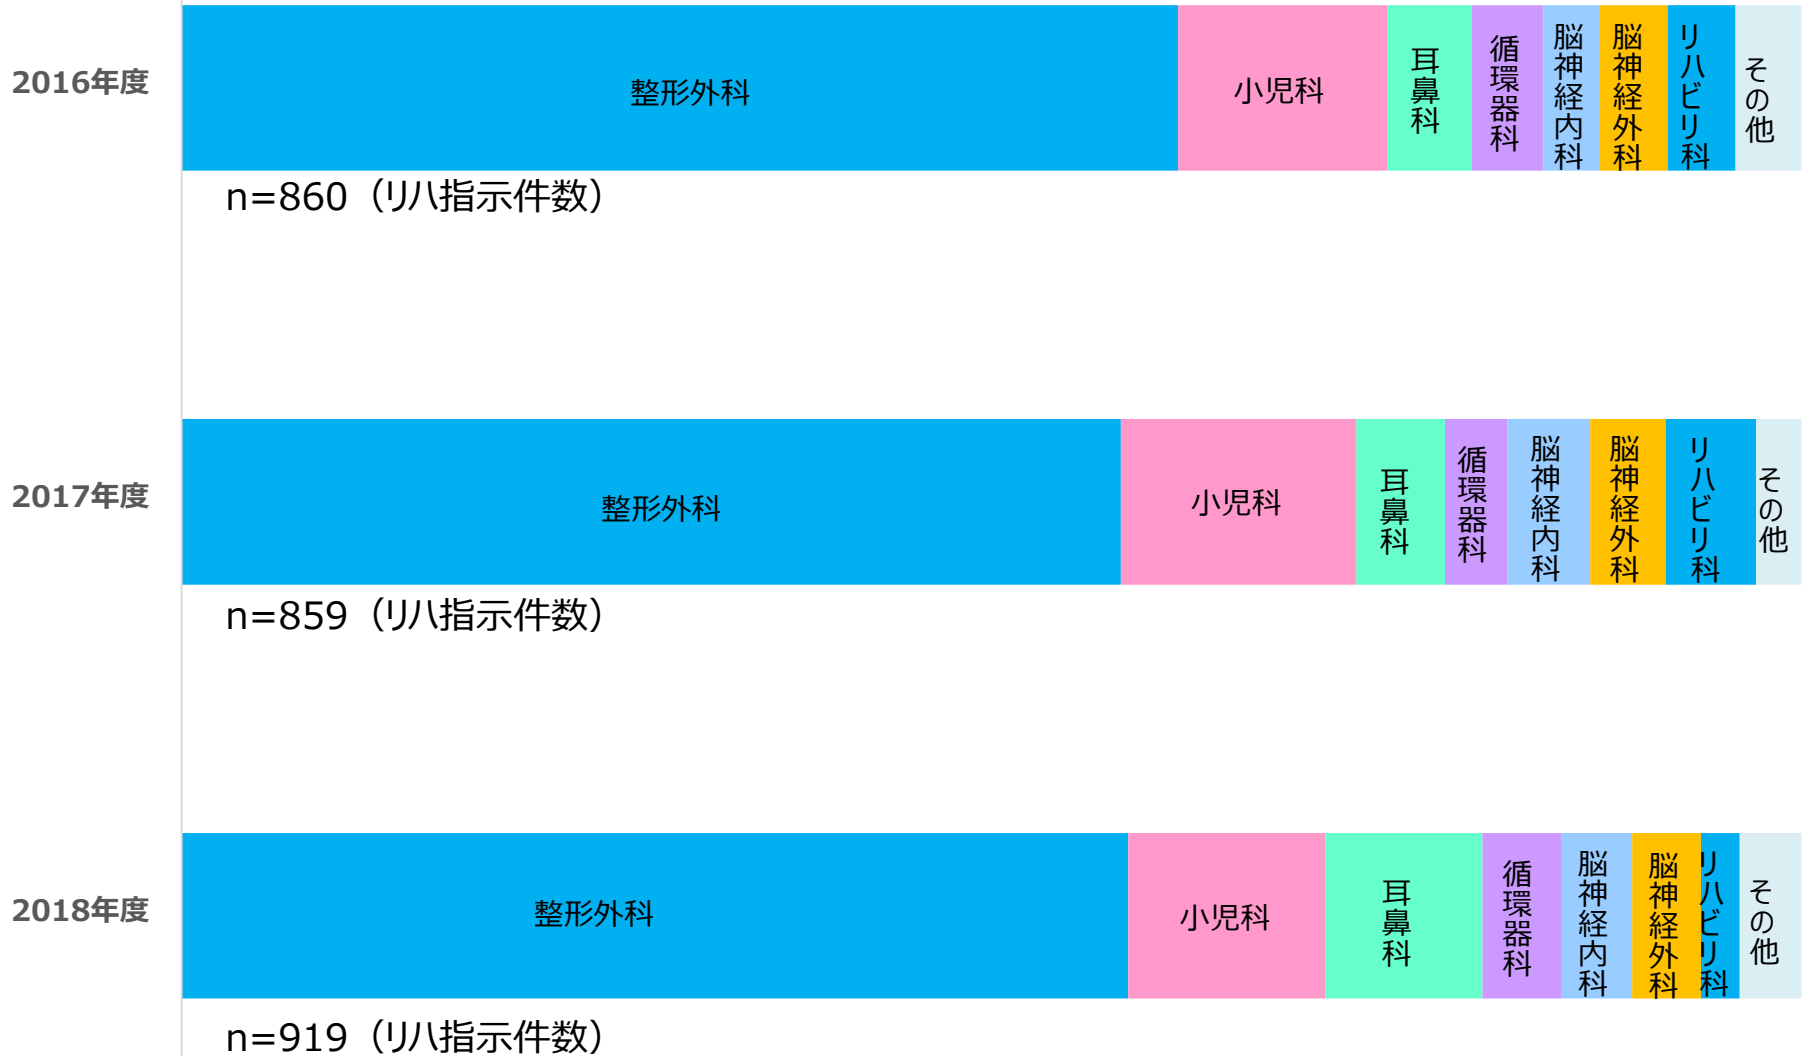 2016年度
整形外科
小児科
耳鼻科
循環器科
脳神経内科
脳神経外科
リハビリ科
その他
n=860（リハ指示件数）
2017年度
整形外科
小児科
耳鼻科
循環器科
脳神経内科
脳神経外科
リハビリ科
その他
n=859（リハ指示件数）
2018年度
整形外科
小児科
耳鼻科
循環器科
脳神経内科
脳神経外科
リハビリ科
その他
n=919（リハ指示件数）